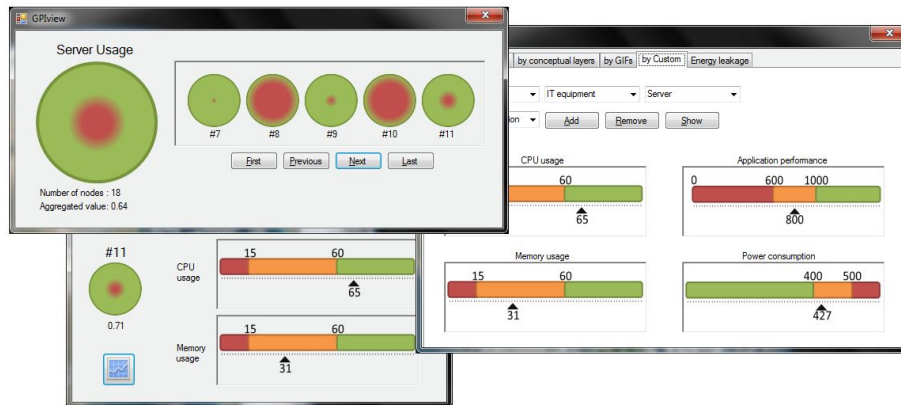 GPIview
Server Usage
#7 #8 #9 #10 #11
First Previous Next Last
Number of nodes : 18
Aggregated value: 0.64
by conceptual layers by GIFs by Custom Energy leakage
IT equipment Server
Add Remove Show
CPU usage
60
65
Application performance
0 600 1000
800
Memory usage
15 60
31
Power consumption
400 500
427
#11
0.71
CPU
usage
15 60
65
Memory
usage
15 60
31